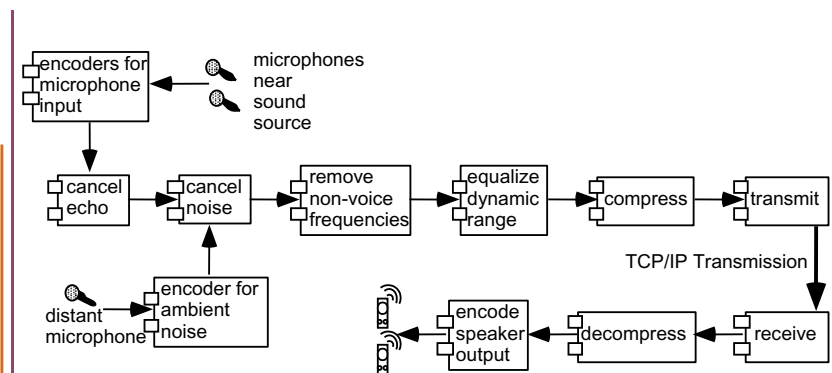 encoders for
microphone
input
microphones
near
sound
source
cancel
echo
cancel
noise
remove
non-voice
frequencies
equalize
dynamic
range
compress
transmit
TCP/IP Transmission
distant
microphone
encoder for
ambient
noise
encode
speaker
output
decompress
receive